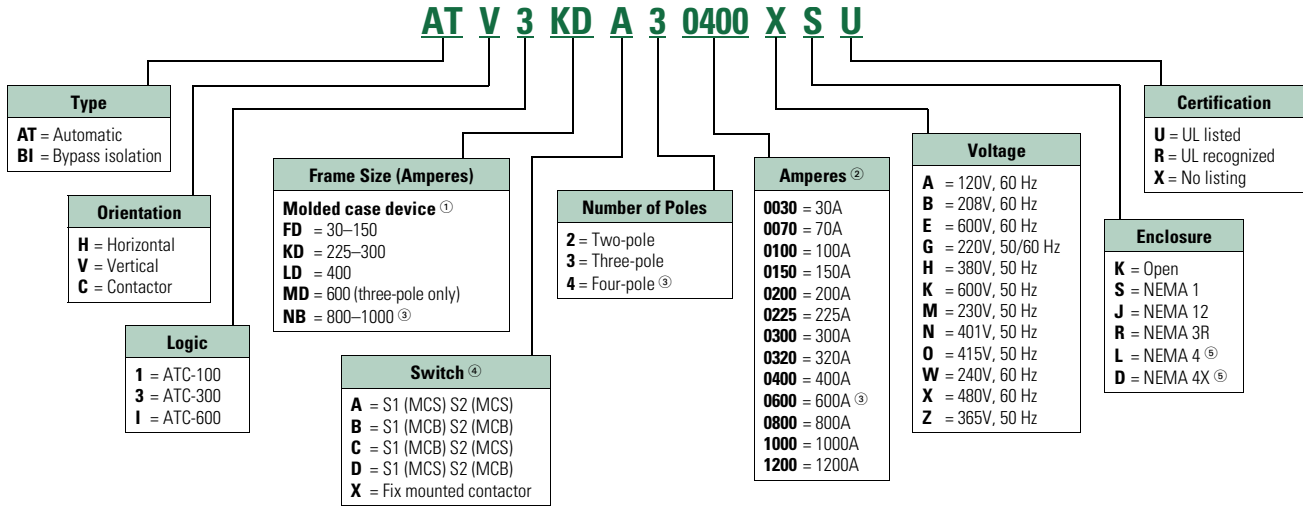 AT V 3 KD A 3 0400 X S U
Type
AT = Automatic
BI = Bypass isolation
Orientation
H = Horizontal
V = Vertical
C = Contactor
Logic
1 = ATC-100
3 = ATC-300
I = ATC-600
Frame Size (Amperes)
Molded case device ①
FD = 30–150
KD = 225–300
LD = 400
MD = 600 (three-pole only)
NB = 800–1000 ③
Switch ④
A = S1 (MCS) S2 (MCS)
B = S1 (MCB) S2 (MCB)
C = S1 (MCB) S2 (MCS)
D = S1 (MCS) S2 (MCB)
X = Fix mounted contactor
Number of Poles
2 = Two-pole
3 = Three-pole
4 = Four-pole ③
Amperes ②
0030 = 30A
0070 = 70A
0100 = 100A
0150 = 150A
0200 = 200A
0225 = 225A
0300 = 300A
0320 = 320A
0400 = 400A
0600 = 600A ③
0800 = 800A
1000 = 1000A
1200 = 1200A
Voltage
A = 120V, 60 Hz
B = 208V, 60 Hz
E = 600V, 60 Hz
G = 220V, 50/60 Hz
H = 380V, 50 Hz
K = 600V, 50 Hz
M = 230V, 50 Hz
N = 401V, 50 Hz
O = 415V, 50 Hz
W = 240V, 60 Hz
X = 480V, 60 Hz
Z = 365V, 50 Hz
Enclosure
K = Open
S = NEMA 1
J = NEMA 12
R = NEMA 3R
L = NEMA 4 ⑤
D = NEMA 4X ⑤
Certification
U = UL listed
R = UL recognized
X = No listing